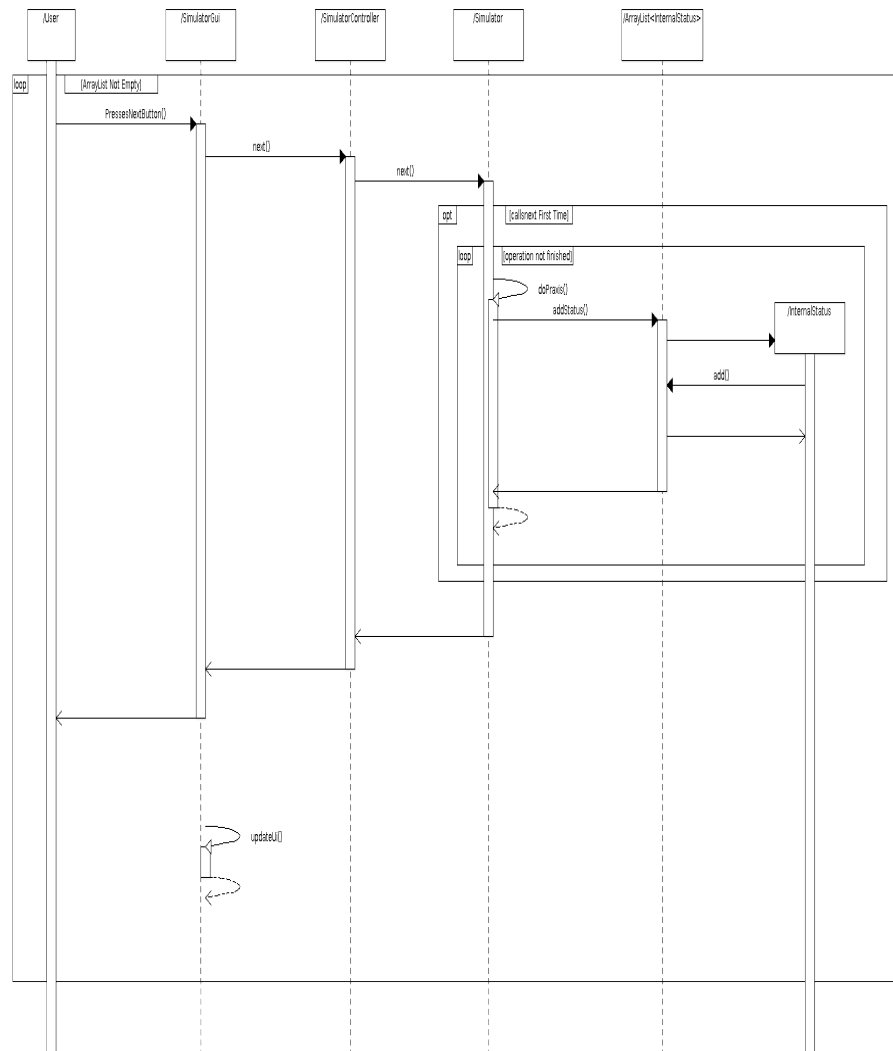 /User
/SimulatorGui
/SimulatorController
/Simulator
/ArrayList<InternalStatus>
loop
[ArrayList Not Empty]
PressesNextButton()
next()
next()
opt
[callsnext First Time]
loop
[operation not finished]
doPraxis()
addStatus()
/InternalStatus
add()
updateUi()